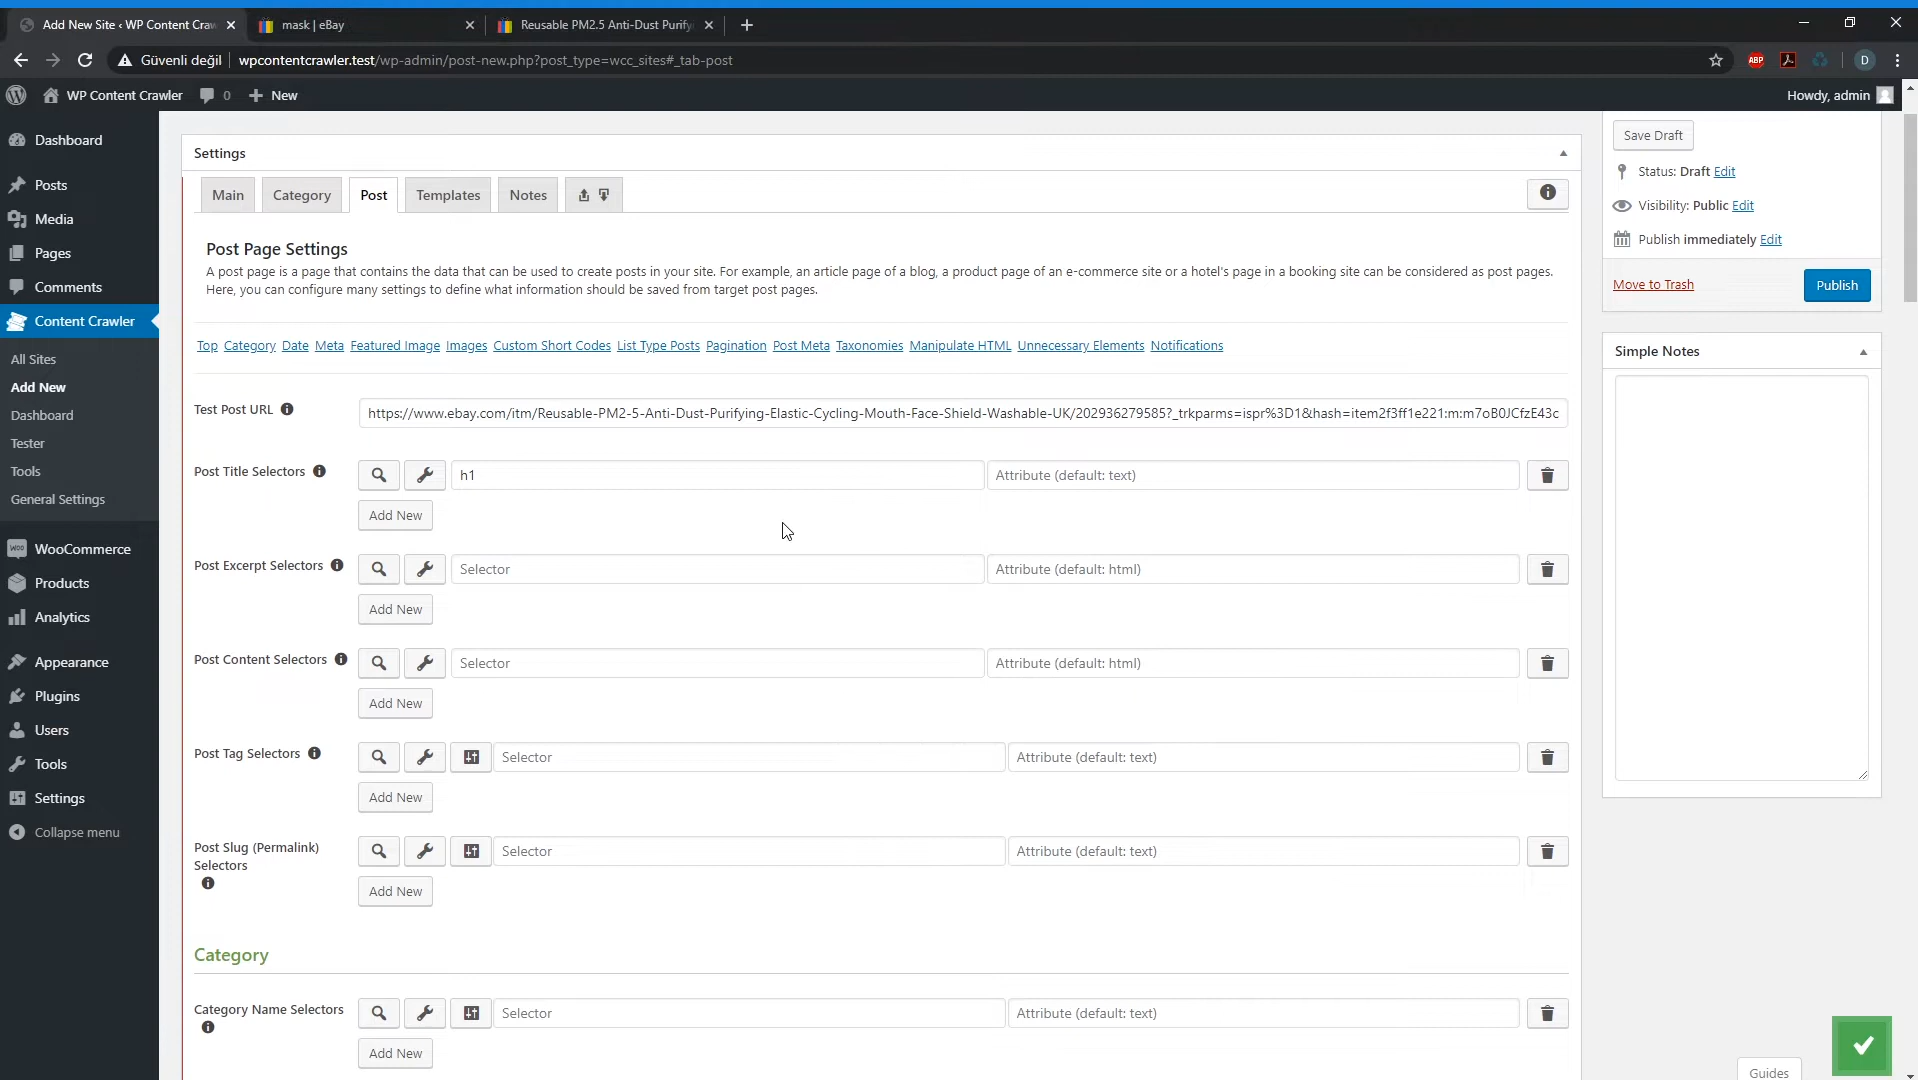 Add New Site ‹ WP Content Craw
mask | eBay
Reusable PM2.5 Anti-Dust Purify
Güvenli değil
wpcontentcrawler.test/wp-admin/post-new.php?post_type=wcc_sites#_tab-post
ABP
D
WP Content Crawler
0
New
Howdy, admin
Dashboard
Posts
Media
Pages
Comments
Content Crawler
All Sites
Add New
Dashboard
Tester
Tools
General Settings
WooCommerce
Products
Analytics
Appearance
Plugins
Users
Tools
Settings
Collapse menu
Settings
Main
Category
Post
Templates
Notes
Post Page Settings
A post page is a page that contains the data that can be used to create posts in your site. For example, an article page of a blog, a product page of an e-commerce site or a hotel's page in a booking site can be considered as post pages.
Here, you can configure many settings to define what information should be saved from target post pages.
Top Category Date Meta Featured Image Images Custom Short Codes List Type Posts Pagination Post Meta Taxonomies Manipulate HTML Unnecessary Elements Notifications
Test Post URL
https://www.ebay.com/itm/Reusable-PM2-5-Anti-Dust-Purifying-Elastic-Cycling-Mouth-Face-Shield-Washable-UK/202936279585?_trkparms=ispr%3D1&hash=item2f3ff1e221:m:m7oB0JCfzE43c
Post Title Selectors
h1
Attribute (default: text)
Add New
Post Excerpt Selectors
Selector
Attribute (default: html)
Add New
Post Content Selectors
Selector
Attribute (default: html)
Add New
Post Tag Selectors
Selector
Attribute (default: text)
Add New
Post Slug (Permalink)
Selectors
Selector
Attribute (default: text)
Add New
Category
Category Name Selectors
Selector
Attribute (default: text)
Add New
Save Draft
Status: Draft Edit
Visibility: Public Edit
Publish immediately Edit
Move to Trash
Publish
Simple Notes
Guides